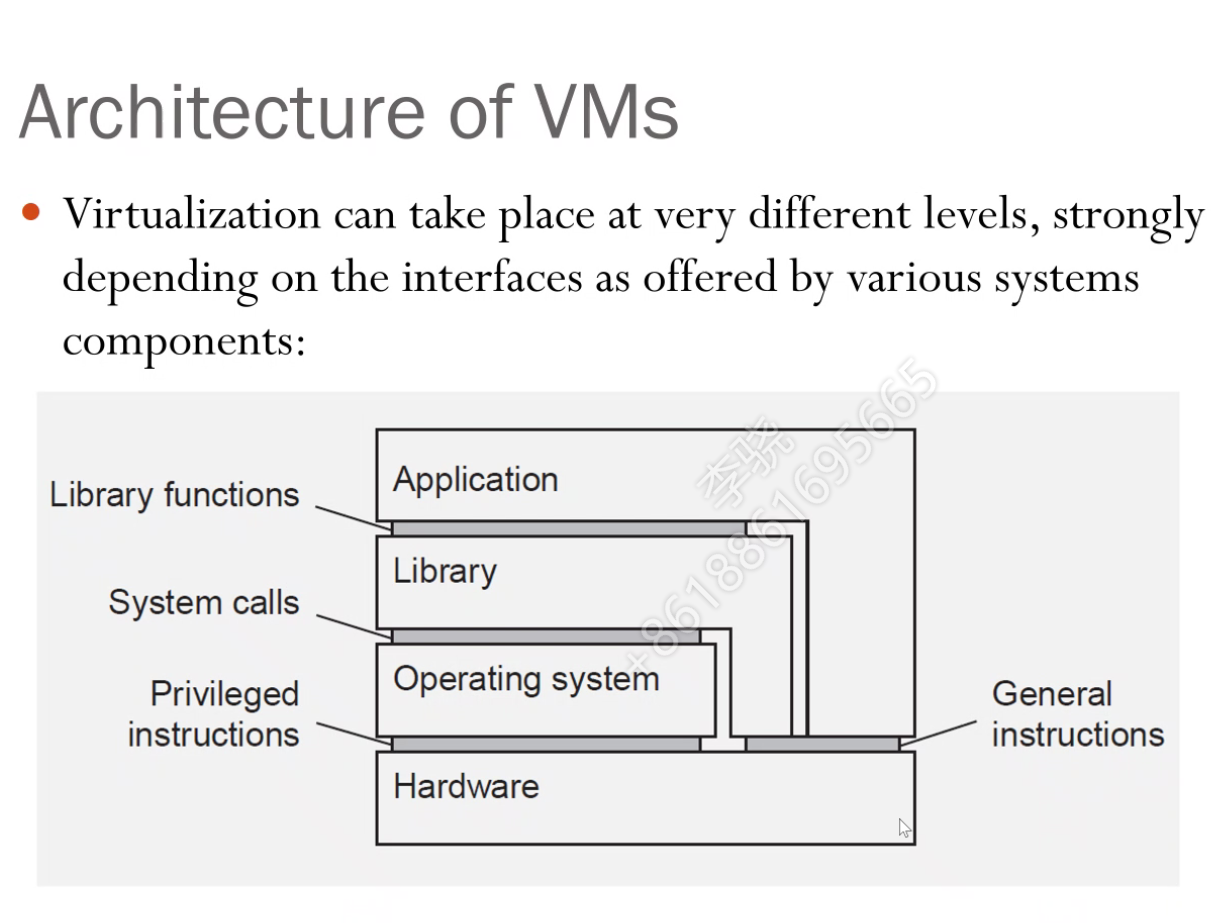 Architecture of VMs
• Virtualization can take place at very different levels, strongly
depending on the interfaces as offered by various systems
components:
Application
Library functions
Library
System calls
Operating system
Privileged
instructions
General
instructions
Hardware
李骁
+8618861695665